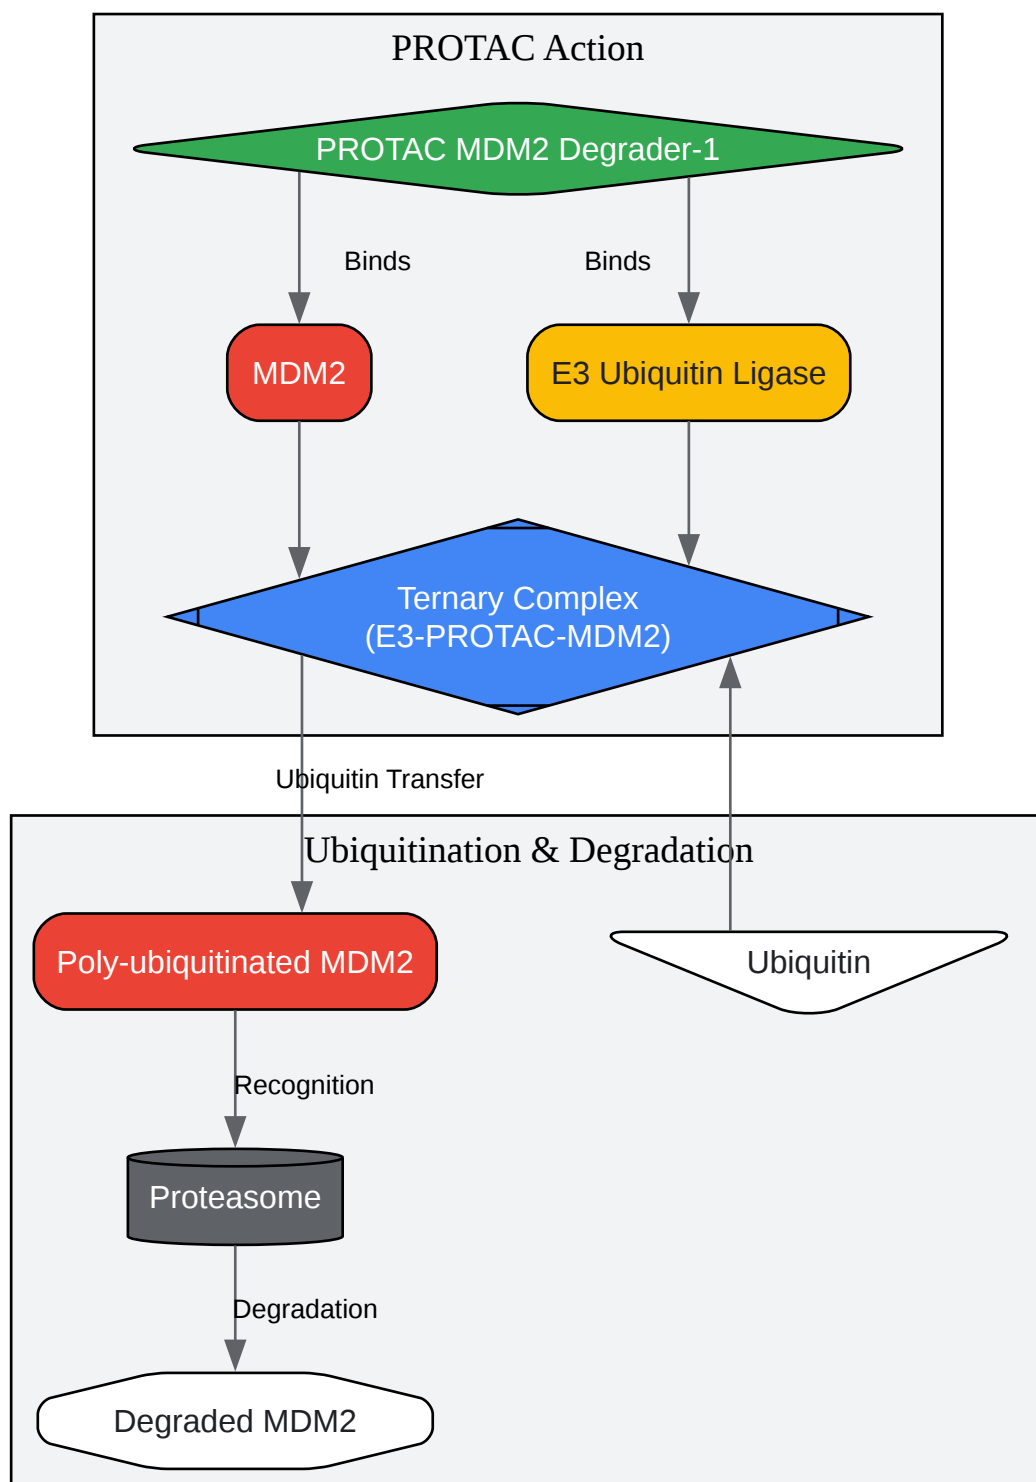 PROTAC Action
PROTAC MDM2 Degrader-1
Binds
Binds
MDM2
E3 Ubiquitin Ligase
Ternary Complex
(E3-PROTAC-MDM2)
Ubiquitin Transfer
Ubiquitination & Degradation
Poly-ubiquitinated MDM2
Ubiquitin
Recognition
Proteasome
Degradation
Degraded MDM2